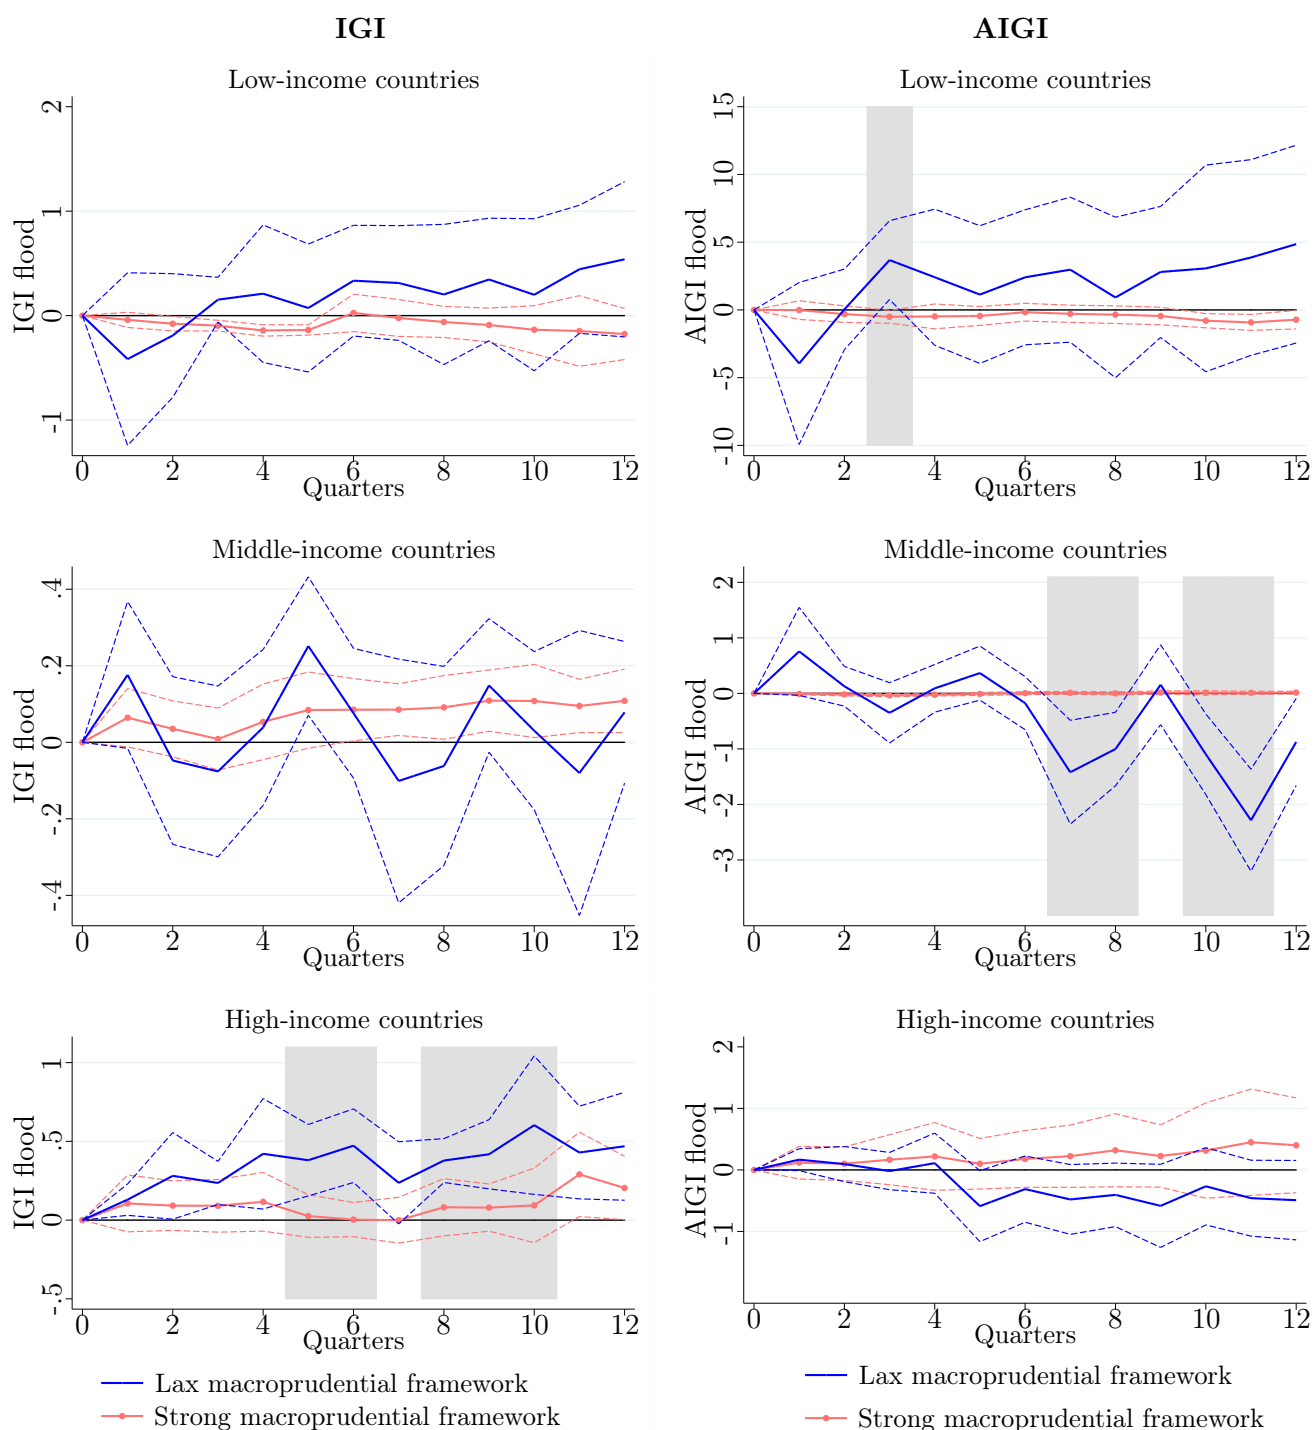 IGI
AIGI
Low-income countries
IGI flood
2
1
0
-1
0 2 4 6 8 10 12
Quarters
Low-income countries
AIGI flood
15
10
5
0
-5
-10
0 2 4 6 8 10 12
Quarters
Middle-income countries
IGI flood
.4
.2
0
-.2
-.4
0 2 4 6 8 10 12
Quarters
Middle-income countries
AIGI flood
2
1
0
-1
-2
-3
0 2 4 6 8 10 12
Quarters
High-income countries
IGI flood
1
.5
0
-.5
0 2 4 6 8 10 12
Quarters
Lax macroprudential framework
Strong macroprudential framework
High-income countries
AIGI flood
2
1
0
-1
0 2 4 6 8 10 12
Quarters
Lax macroprudential framework
Strong macroprudential framework